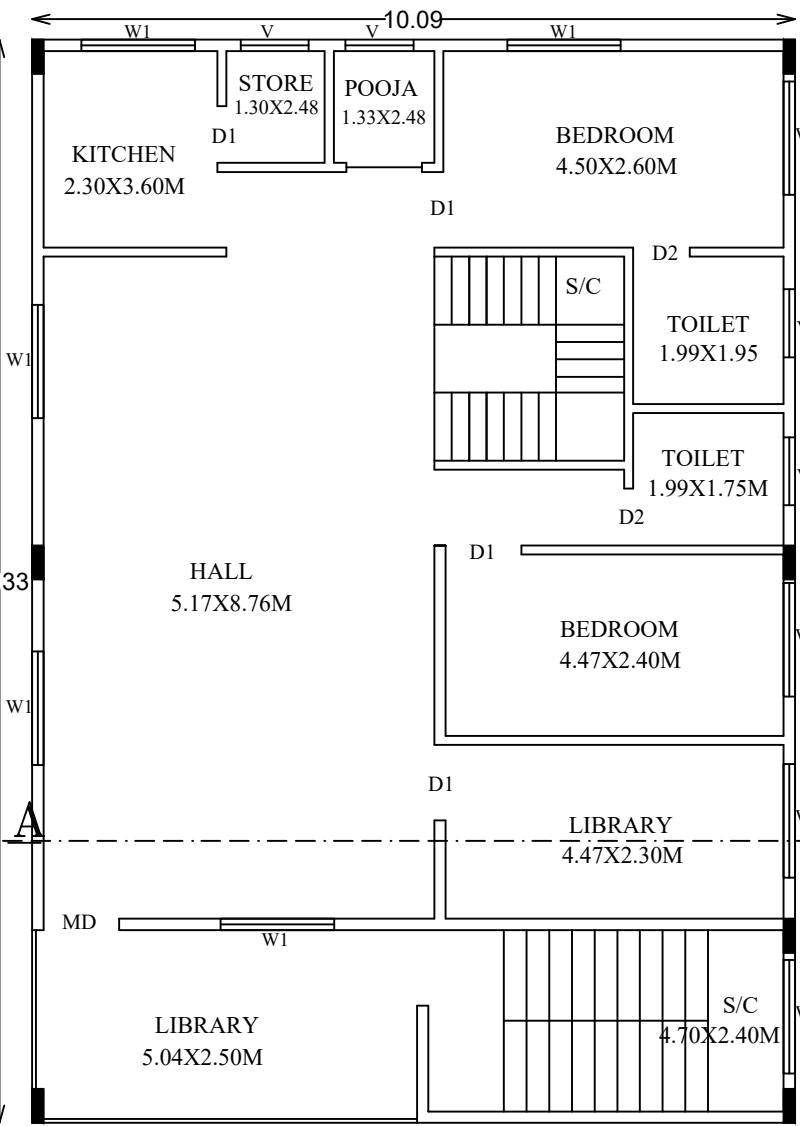 10.09
W1
V
V
W1
STORE
1.30X2.48
POOJA
1.33X2.48
D1
KITCHEN
2.30X3.60M
BEDROOM
4.50X2.60M
D1
D2
S/C
TOILET
1.99X1.95
W1
TOILET
1.99X1.75M
D2
D1
HALL
5.17X8.76M
33
BEDROOM
4.47X2.40M
W1
D1
A
LIBRARY
4.47X2.30M
MD
W1
LIBRARY
5.04X2.50M
S/C
4.70X2.40M